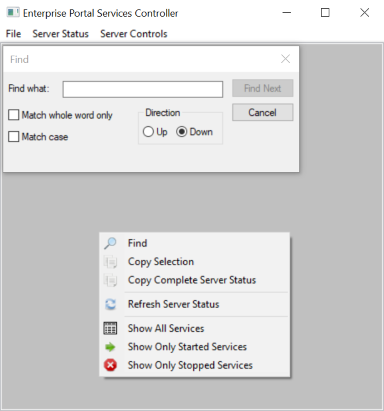 Enterprise Portal Services Controller
File Server Status Server Controls
Find
Find what: Find Next
Match whole word only Direction Cancel
Match case Up Down
Find
Copy Selection
Copy Complete Server Status
Refresh Server Status
Show All Services
Show Only Started Services
Show Only Stopped Services